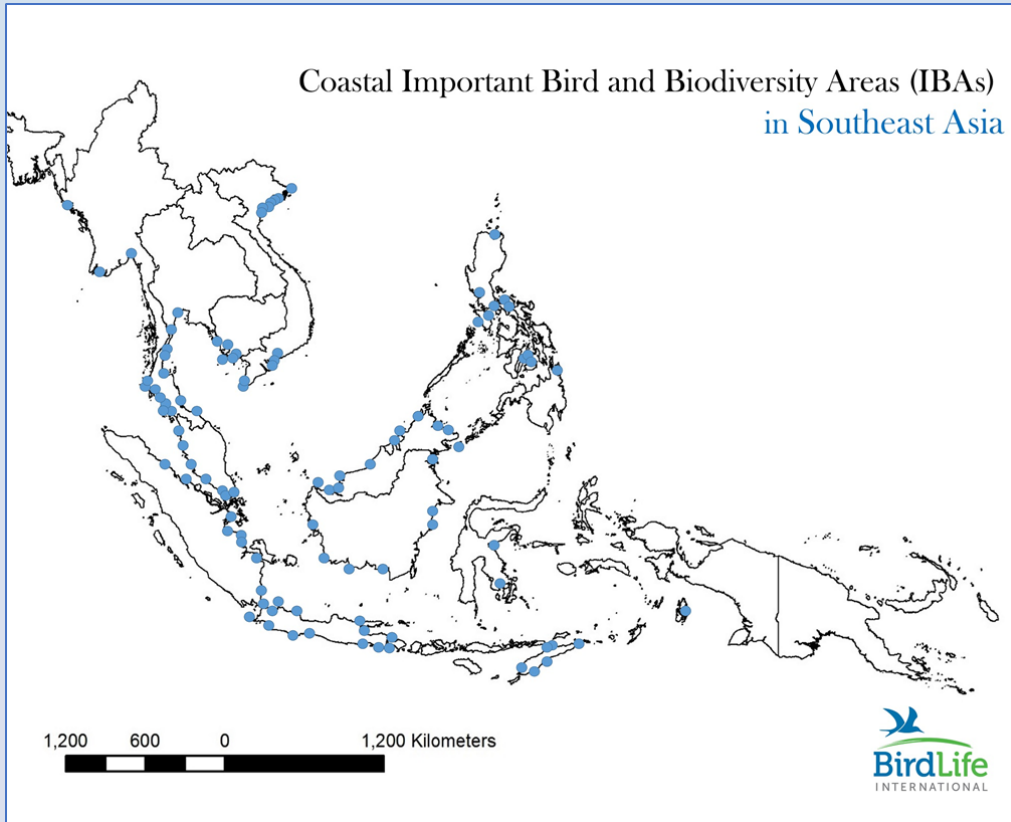 Coastal Important Bird and Biodiversity Areas (IBAs)
in Southeast Asia
1,200 600 0 1,200 Kilometers
BirdLife
INTERNATIONAL